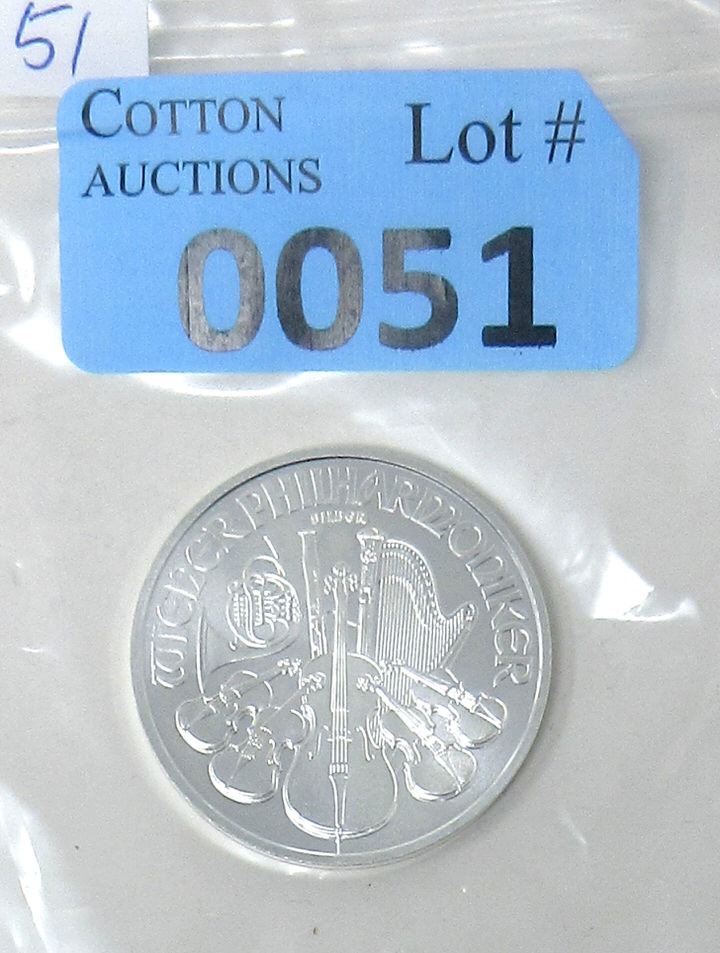 51
COTTON
AUCTIONS
Lot #
0051
WIENER PHILHARMONIKER
SILBER